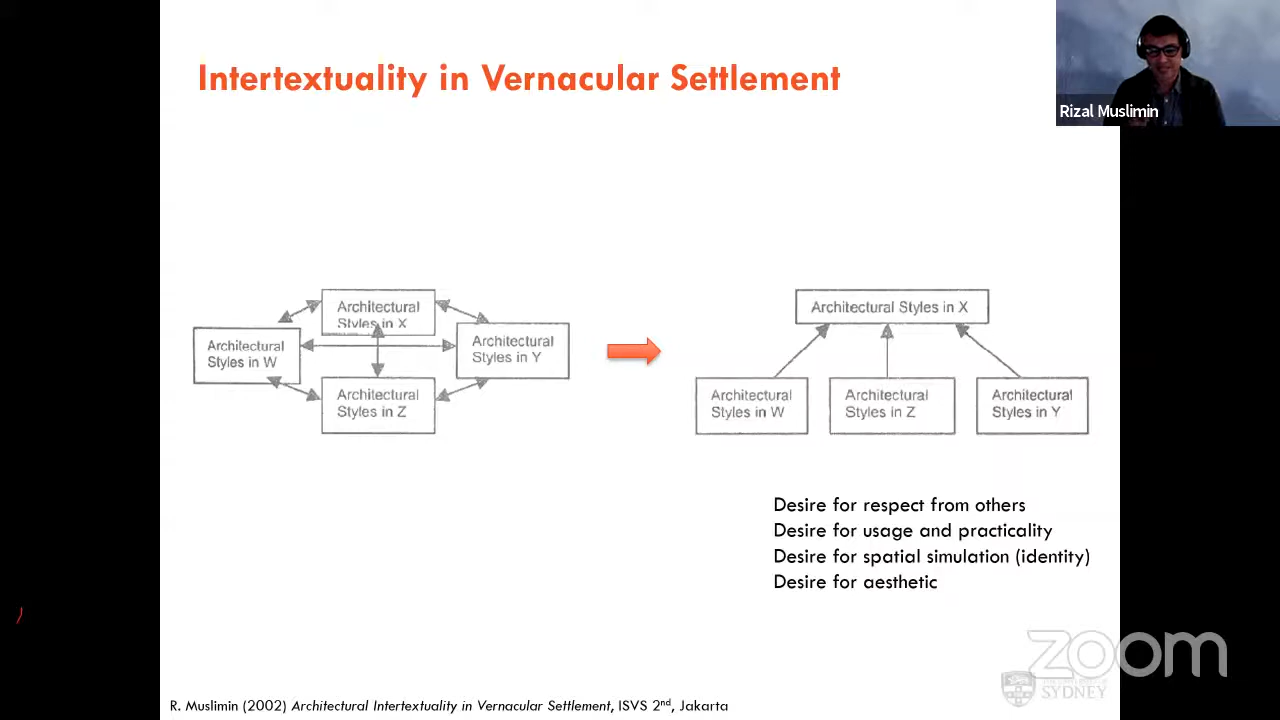 Intertextuality in Vernacular Settlement
Rizal Muslimin
Architectural
Styles in X
Architectural
Styles in W
Architectural
Styles in Y
Architectural
Styles in Z
Architectural Styles in X
Architectural
Styles in W
Architectural
Styles in Z
Architectural
Styles in Y
Desire for respect from others
Desire for usage and practicality
Desire for spatial simulation (identity)
Desire for aesthetic
zoom
SYDNEY
R. Muslimin (2002) Architectural Intertextuality in Vernacular Settlement, ISVS 2nd, Jakarta